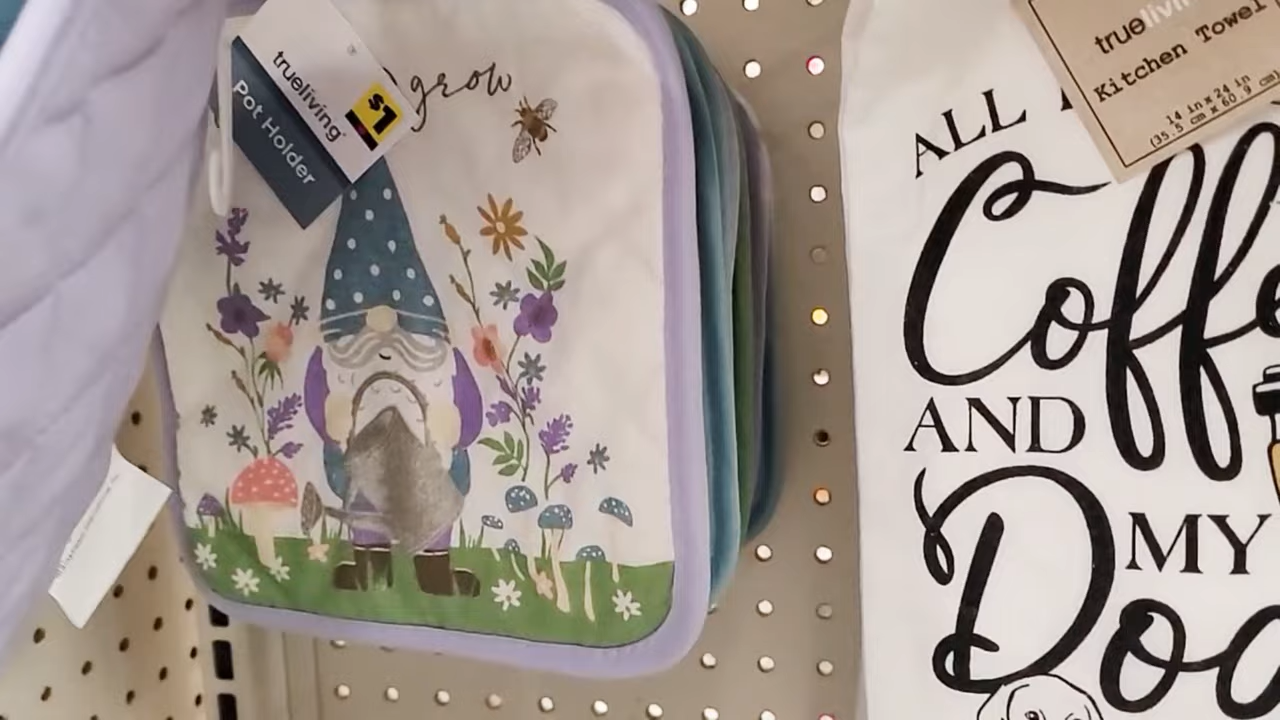 trueliving
$1
Pot Holder
grow
trueliving
Kitchen Towel
14 in x 24 in
(35.5 cm x 60.9 cm)
ALL
Coffe
AND
MY
Do